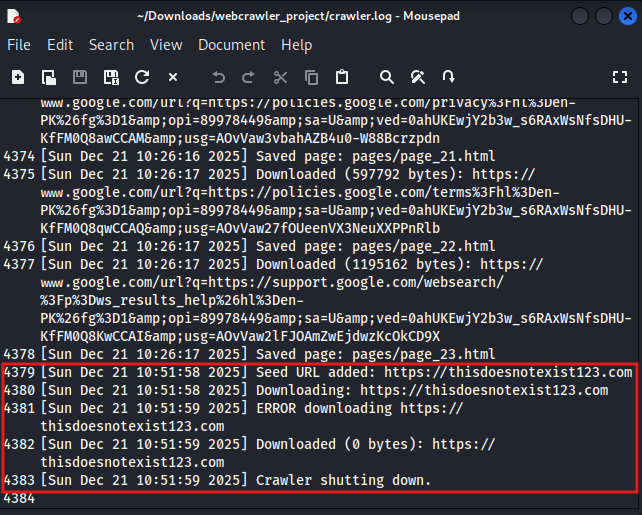 ~/Downloads/webcrawler_project/crawler.log - Mousepad
File Edit Search View Document Help
www.google.com/url?q=https://policies.google.com/privacy%3Fhl%3Den-
PK%26fg%3D1&amp;opi=89978449&amp;sa=U&amp;ved=0ahUKEwjY2b3w_s6RAxWsNfsDHU-
KfFM0Q8awCCAM&amp;usg=AOvVaw3vbahAZB4u0-W88Bcrzpdn
4374 [Sun Dec 21 10:26:16 2025] Saved page: pages/page_21.html
4375 [Sun Dec 21 10:26:17 2025] Downloaded (597792 bytes): https://
www.google.com/url?q=https://policies.google.com/terms%3Fhl%3Den-
PK%26fg%3D1&amp;opi=89978449&amp;sa=U&amp;ved=0ahUKEwjY2b3w_s6RAxWsNfsDHU-
KfFM0Q8qwCCAQ&amp;usg=AOvVaw27fOUeenVX3NeuXXPPnRlb
4376 [Sun Dec 21 10:26:17 2025] Saved page: pages/page_22.html
4377 [Sun Dec 21 10:26:17 2025] Downloaded (1195162 bytes): https://
www.google.com/url?q=https://support.google.com/websearch/
%3Fp%3Dws_results_help%26hl%3Den-
PK%26fg%3D1&amp;opi=89978449&amp;sa=U&amp;ved=0ahUKEwjY2b3w_s6RAxWsNfsDHU-
KfFM0Q8KwCCAI&amp;usg=AOvVaw2lFJOAmZwEjdwzKcOkCD9X
4378 [Sun Dec 21 10:26:17 2025] Saved page: pages/page_23.html
4379 [Sun Dec 21 10:51:58 2025] Seed URL added: https://thisdoesnotexist123.com
4380 [Sun Dec 21 10:51:58 2025] Downloading: https://thisdoesnotexist123.com
4381 [Sun Dec 21 10:51:59 2025] ERROR downloading https://
thisdoesnotexist123.com
4382 [Sun Dec 21 10:51:59 2025] Downloaded (0 bytes): https://
thisdoesnotexist123.com
4383 [Sun Dec 21 10:51:59 2025] Crawler shutting down.
4384